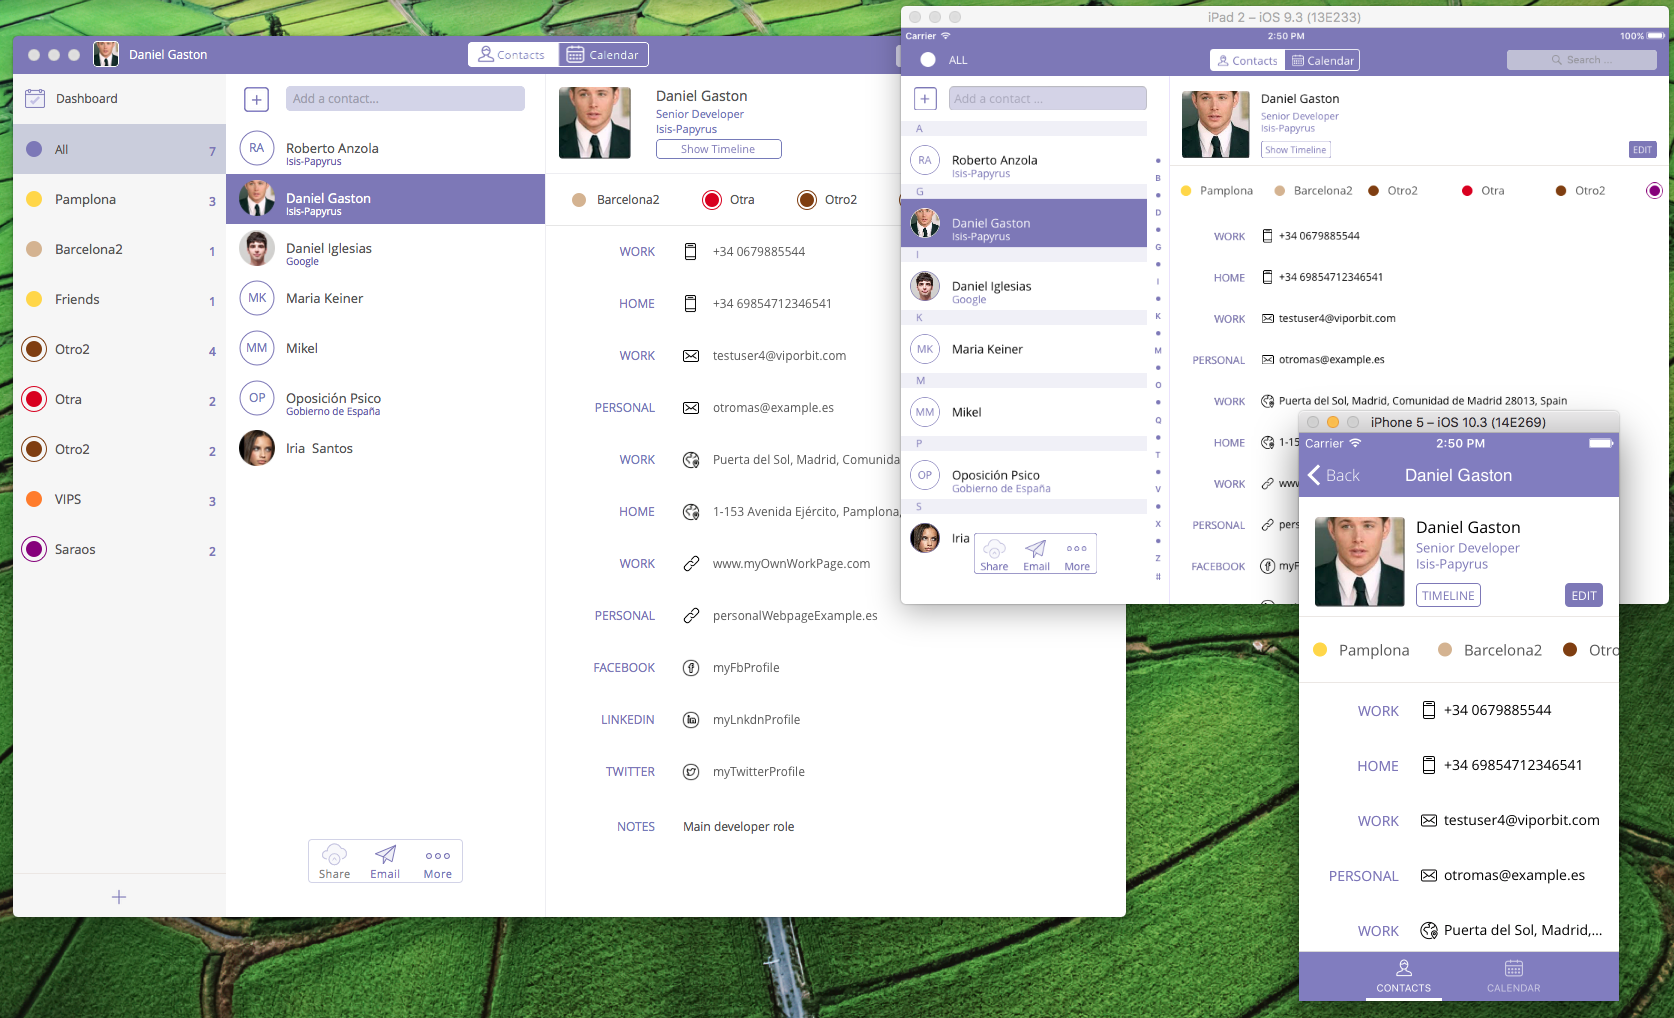 Daniel Gaston
Contacts
Calendar
Dashboard
All 7
Pamplona 3
Barcelona2 1
Friends 1
Otro2 4
Otra 2
Otro2 2
VIPS 3
Saraos 2
+
+ Add a contact...
RA Roberto Anzola
Isis-Papyrus
Daniel Gaston
Isis-Papyrus
Daniel Iglesias
Google
MK Maria Keiner
MM Mikel
OP Oposición Psico
Gobierno de España
Iria Santos
Share Email More
Daniel Gaston
Senior Developer
Isis-Papyrus
Show Timeline
Barcelona2 Otra Otro2
WORK +34 0679885544
HOME +34 69854712346541
WORK testuser4@viporbit.com
PERSONAL otromas@example.es
WORK Puerta del Sol, Madrid, Comunida
HOME 1-153 Avenida Ejército, Pamplona,
WORK www.myOwnWorkPage.com
PERSONAL personalWebpageExample.es
FACEBOOK myFbProfile
LINKEDIN myLnkdnProfile
TWITTER myTwitterProfile
NOTES Main developer role
iPad 2 – iOS 9.3 (13E233)
Carrier 2:50 PM 100%
ALL Contacts Calendar Search ...
+ Add a contact ...
A
RA Roberto Anzola
Isis-Papyrus
G
Daniel Gaston
Isis-Papyrus
I
Daniel Iglesias
Google
K
MK Maria Keiner
M
MM Mikel
P
OP Oposición Psico
Gobierno de España
S
Iria
Share Email More
B
D
G
I
K
M
O
Q
T
V
X
Z
#
Daniel Gaston
Senior Developer
Isis-Papyrus
Show Timeline EDIT
Pamplona Barcelona2 Otro2 Otra Otro2
WORK +34 0679885544
HOME +34 69854712346541
WORK testuser4@viporbit.com
PERSONAL otromas@example.es
WORK Puerta del Sol, Madrid, Comunidad de Madrid 28013, Spain
HOME 1-15
WORK www
PERSONAL pers
FACEBOOK myF
iPhone 5 – iOS 10.3 (14E269)
Carrier 2:50 PM
Back Daniel Gaston
Daniel Gaston
Senior Developer
Isis-Papyrus
TIMELINE EDIT
Pamplona Barcelona2 Otro
WORK +34 0679885544
HOME +34 69854712346541
WORK testuser4@viporbit.com
PERSONAL otromas@example.es
WORK Puerta del Sol, Madrid,...
CONTACTS CALENDAR